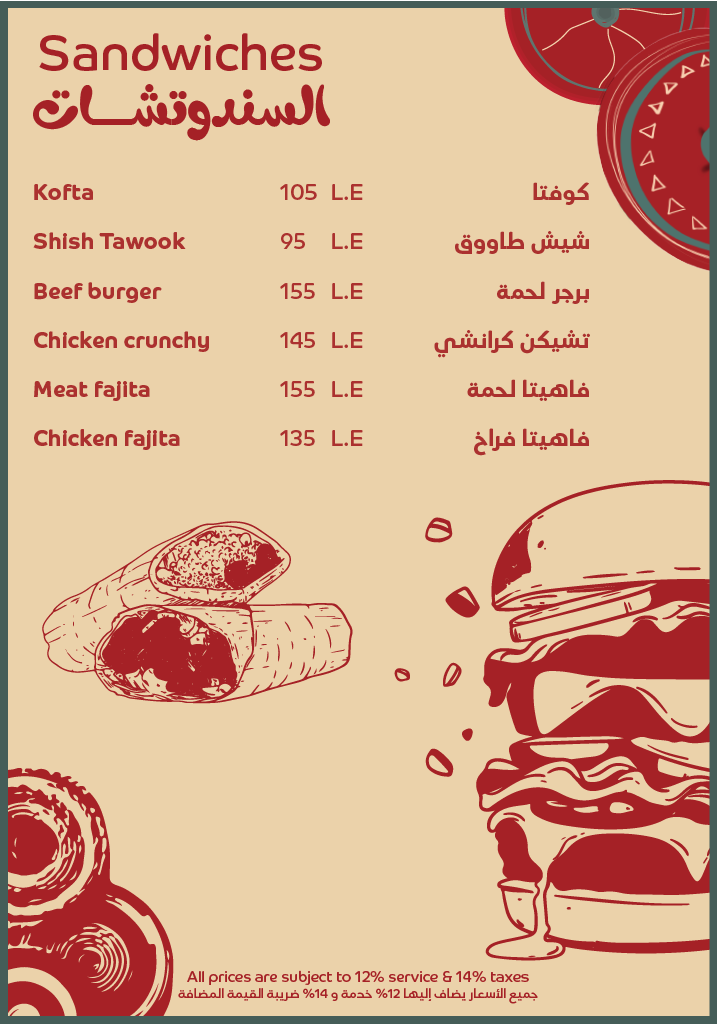 Sandwiches
السندوتشات
Kofta 105 L.E كوفتا
Shish Tawook 95 L.E شيش طاووق
Beef burger 155 L.E برجر لحمة
Chicken crunchy 145 L.E تشيكن كرانشي
Meat fajita 155 L.E فاهيتا لحمة
Chicken fajita 135 L.E فاهيتا فراخ
All prices are subject to 12% service & 14% taxes
جميع الأسعار يضاف إليها 12% خدمة و 14% ضريبة القيمة المضافة